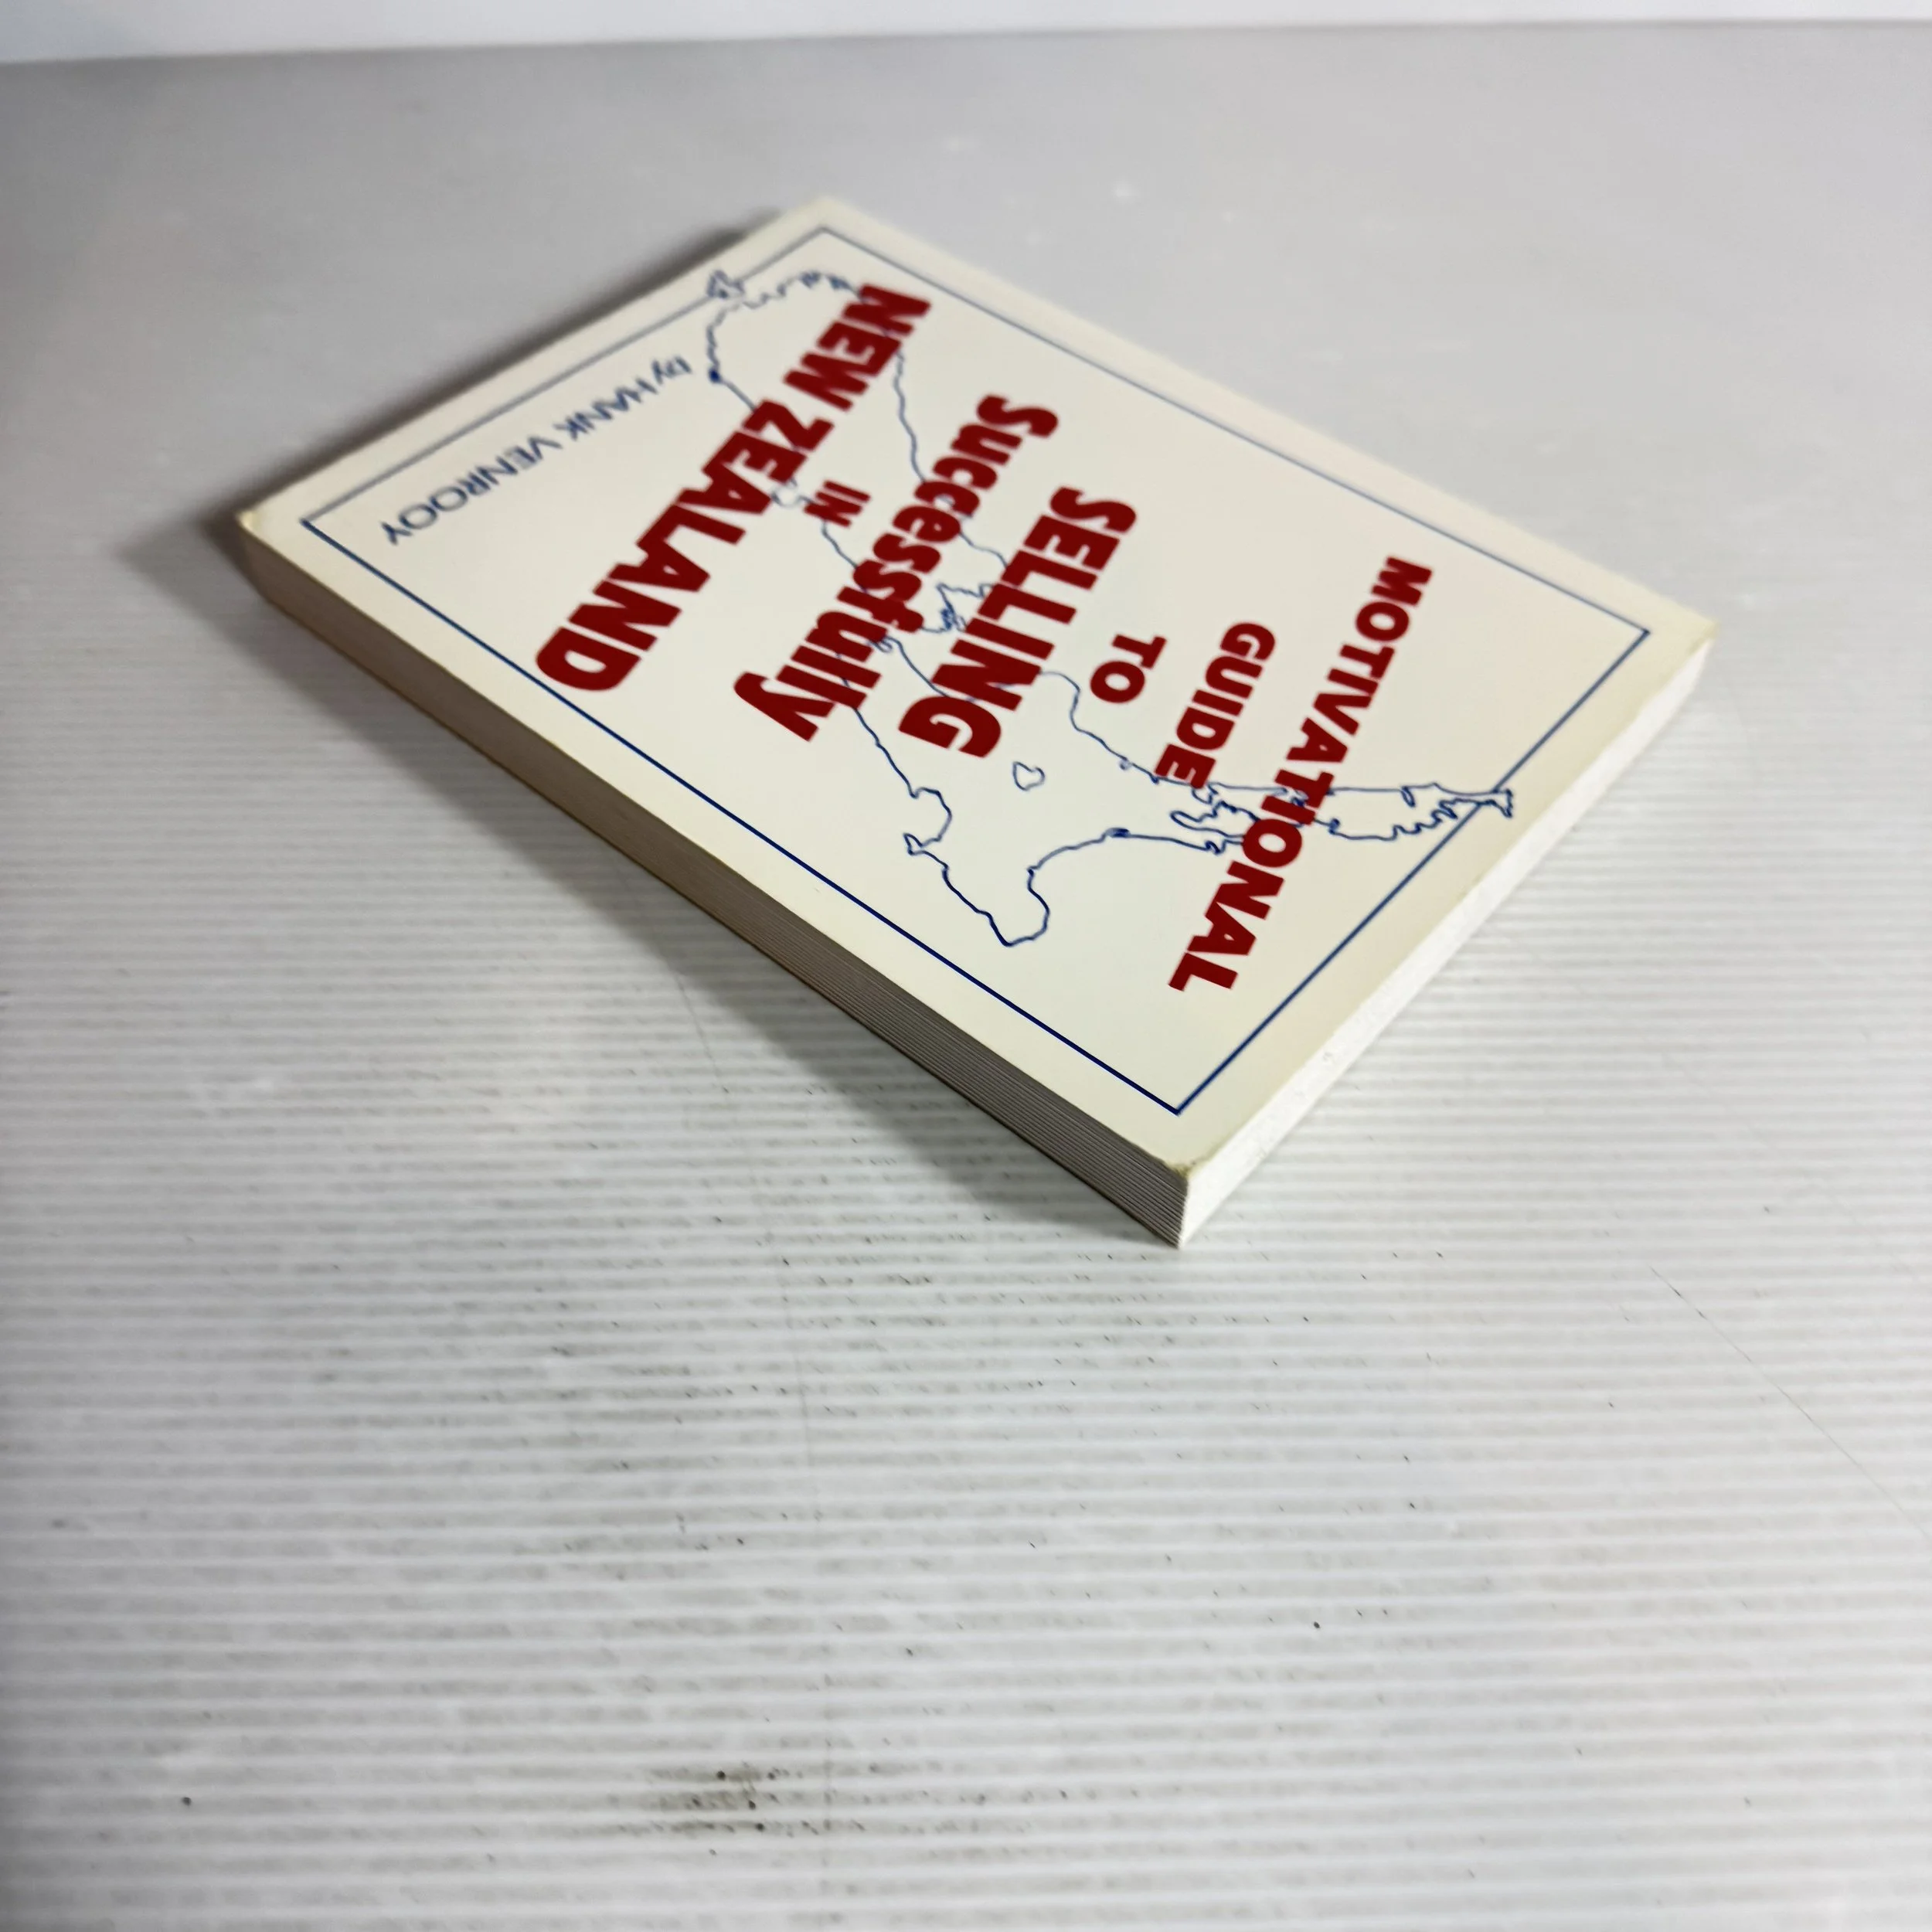 MOTIVATIONAL
GUIDE
TO
SELLING
Successfully
IN
NEW ZEALAND
by HANK VENROOY